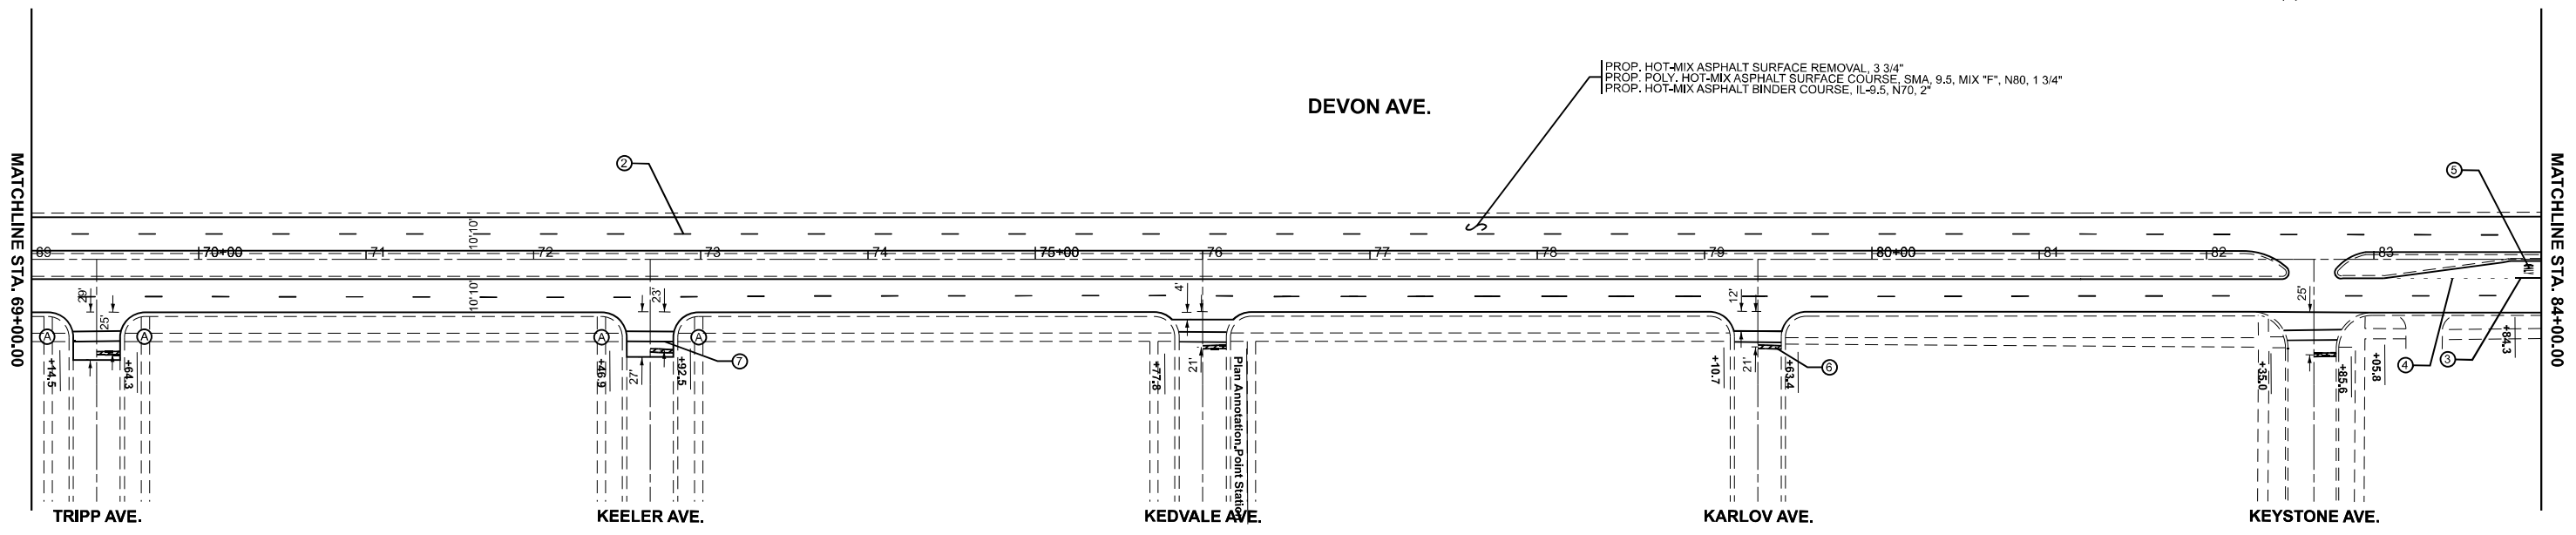 PROP. HOT-MIX ASPHALT SURFACE REMOVAL, 3 3/4"
PROP. POLY. HOT-MIX ASPHALT SURFACE COURSE, SMA, 9.5, MIX "F", N80, 1 3/4"
PROP. HOT-MIX ASPHALT BINDER COURSE, IL-9.5, N70, 2"
DEVON AVE.
MATCHLINE STA. 69+00.00
MATCHLINE STA. 84+00.00
2
5
10'10'
69 70+00 71 72 73 74 75+00 76 77 78 79 80+00 81 82 83
10'10'
29' 25' 23' 4' 12' 25'
A A A A
27' 21' 21'
7 6 4 3
+14.5 +64.3 +46.9 +92.5 +77.8 +10.7 +63.4 +35.0 +85.6 +05.8 +84.3
Plan Annotation.Point Station
TRIPP AVE. KEELER AVE. KEDVALE AVE. KARLOV AVE. KEYSTONE AVE.